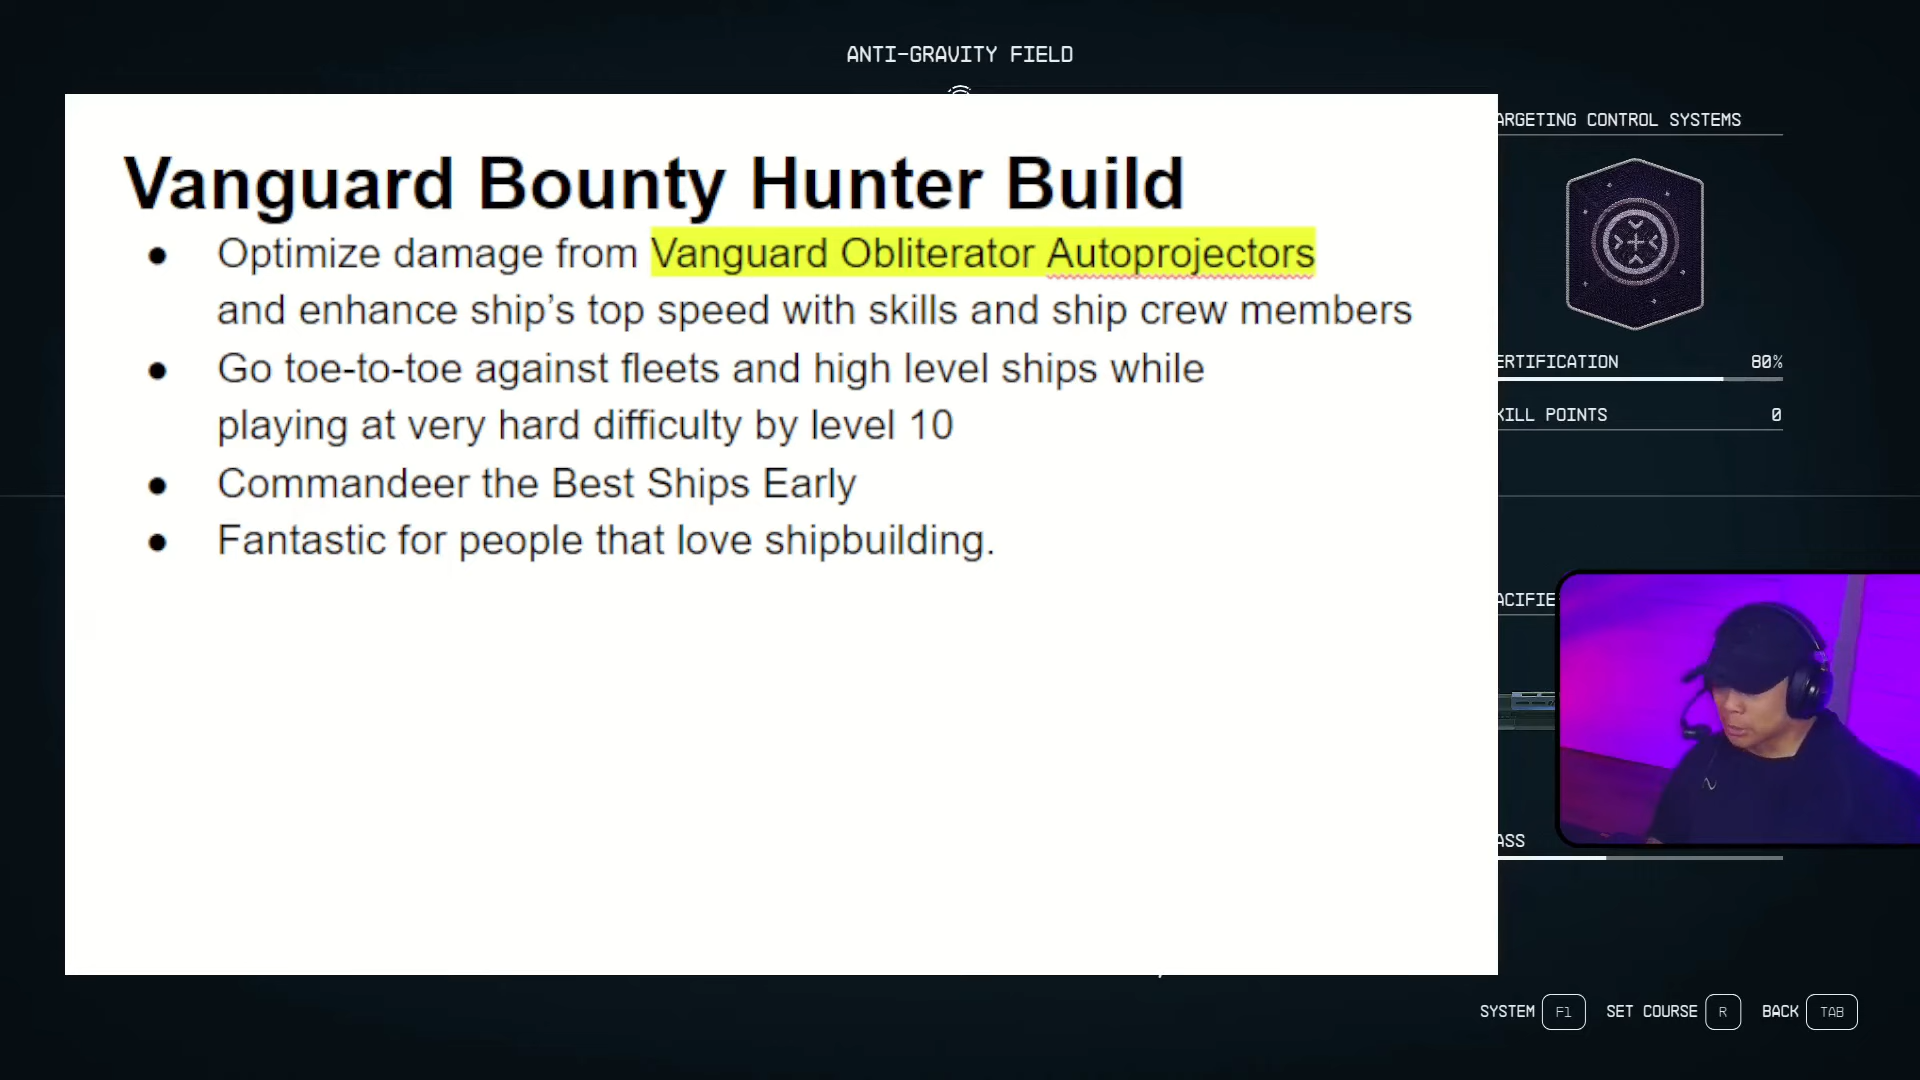 ANTI-GRAVITY FIELD
ARGETING CONTROL SYSTEMS
Vanguard Bounty Hunter Build
● Optimize damage from Vanguard Obliterator Autoprojectors
and enhance ship's top speed with skills and ship crew members
● Go toe-to-toe against fleets and high level ships while
playing at very hard difficulty by level 10
● Commandeer the Best Ships Early
● Fantastic for people that love shipbuilding.
ERTIFICATION 80%
KILL POINTS 0
ACIFIE
ASS
SYSTEM F1 SET COURSE R BACK TAB